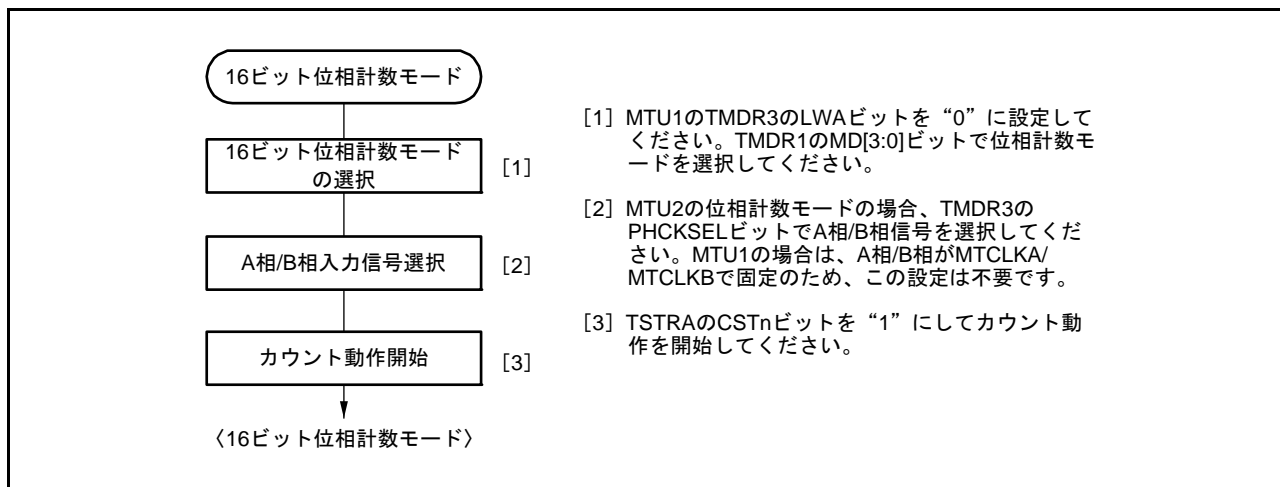 16ビット位相計数モード
16ビット位相計数モード
の選択
[1]
A相/B相入力信号選択
[2]
カウント動作開始
[3]
〈16ビット位相計数モード〉
[1] MTU1のTMDR3のLWAビットを“0”に設定して
ください。TMDR1のMD[3:0]ビットで位相計数モ
ードを選択してください。
[2] MTU2の位相計数モードの場合、TMDR3の
PHCKSELビットでA相/B相信号を選択してくだ
さい。MTU1の場合は、A相/B相がMTCLKA/
MTCLKBで固定のため、この設定は不要です。
[3] TSTRAのCSTnビットを“1”にしてカウント動
作を開始してください。